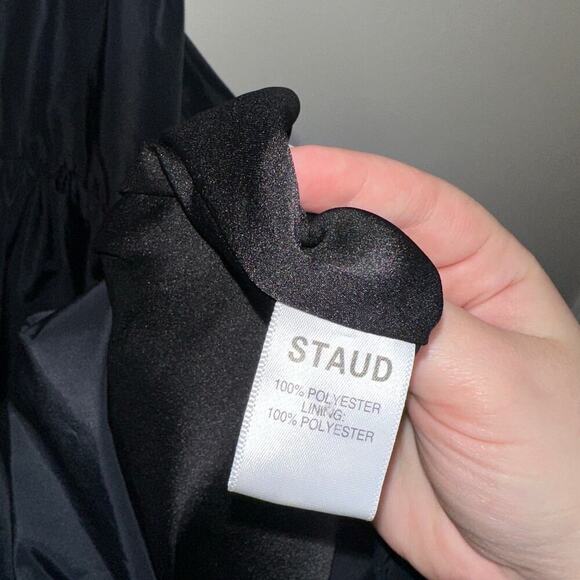 STAUD
100% POLYESTER
LINING:
100% POLYESTER